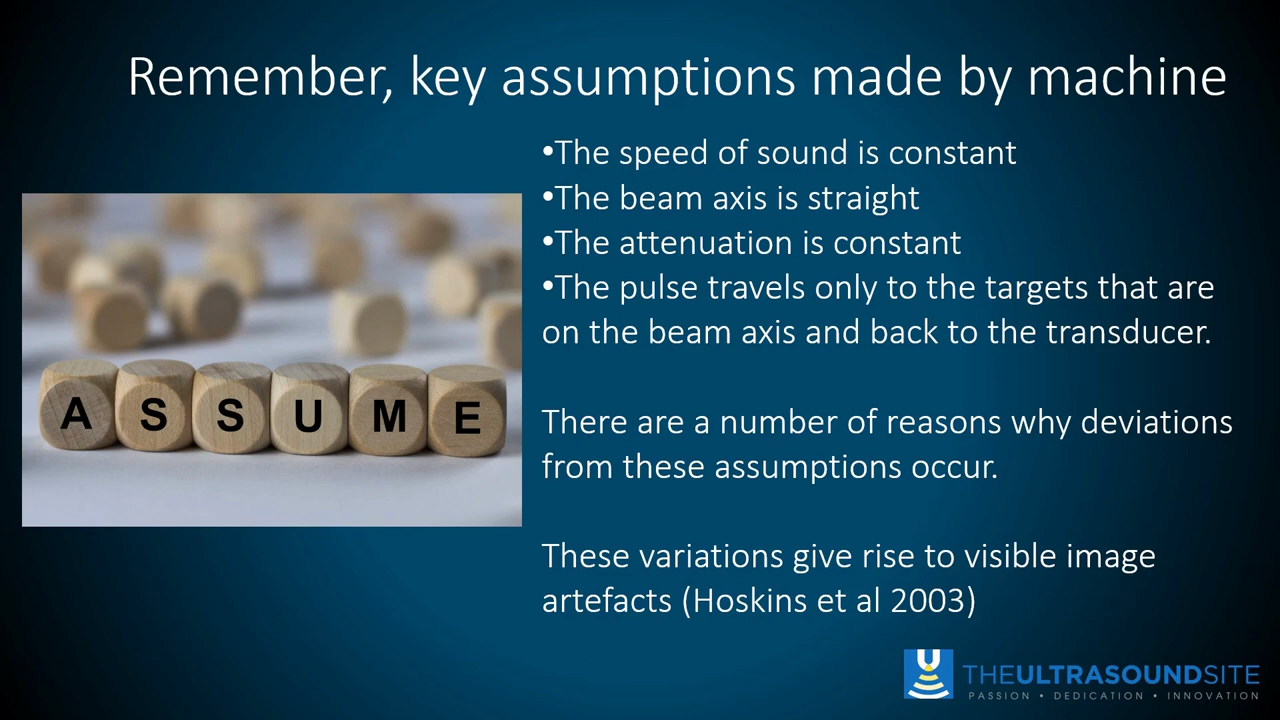 Remember, key assumptions made by machine
•The speed of sound is constant
•The beam axis is straight
•The attenuation is constant
•The pulse travels only to the targets that are
on the beam axis and back to the transducer.
There are a number of reasons why deviations
from these assumptions occur.
These variations give rise to visible image
artefacts (Hoskins et al 2003)
ASSUME
THEULTRASOUNDSITE
PASSION • DEDICATION • INNOVATION